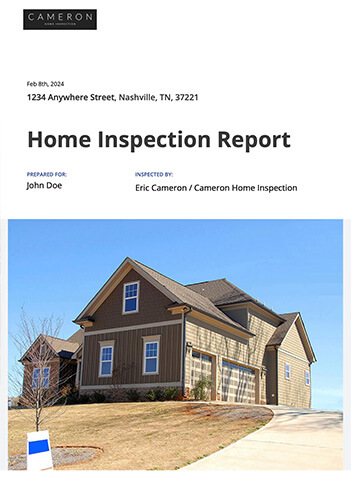 CAMERON
HOME INSPECTION
Feb 8th, 2024
1234 Anywhere Street, Nashville, TN, 37221
Home Inspection Report
PREPARED FOR:
John Doe
INSPECTED BY:
Eric Cameron / Cameron Home Inspection